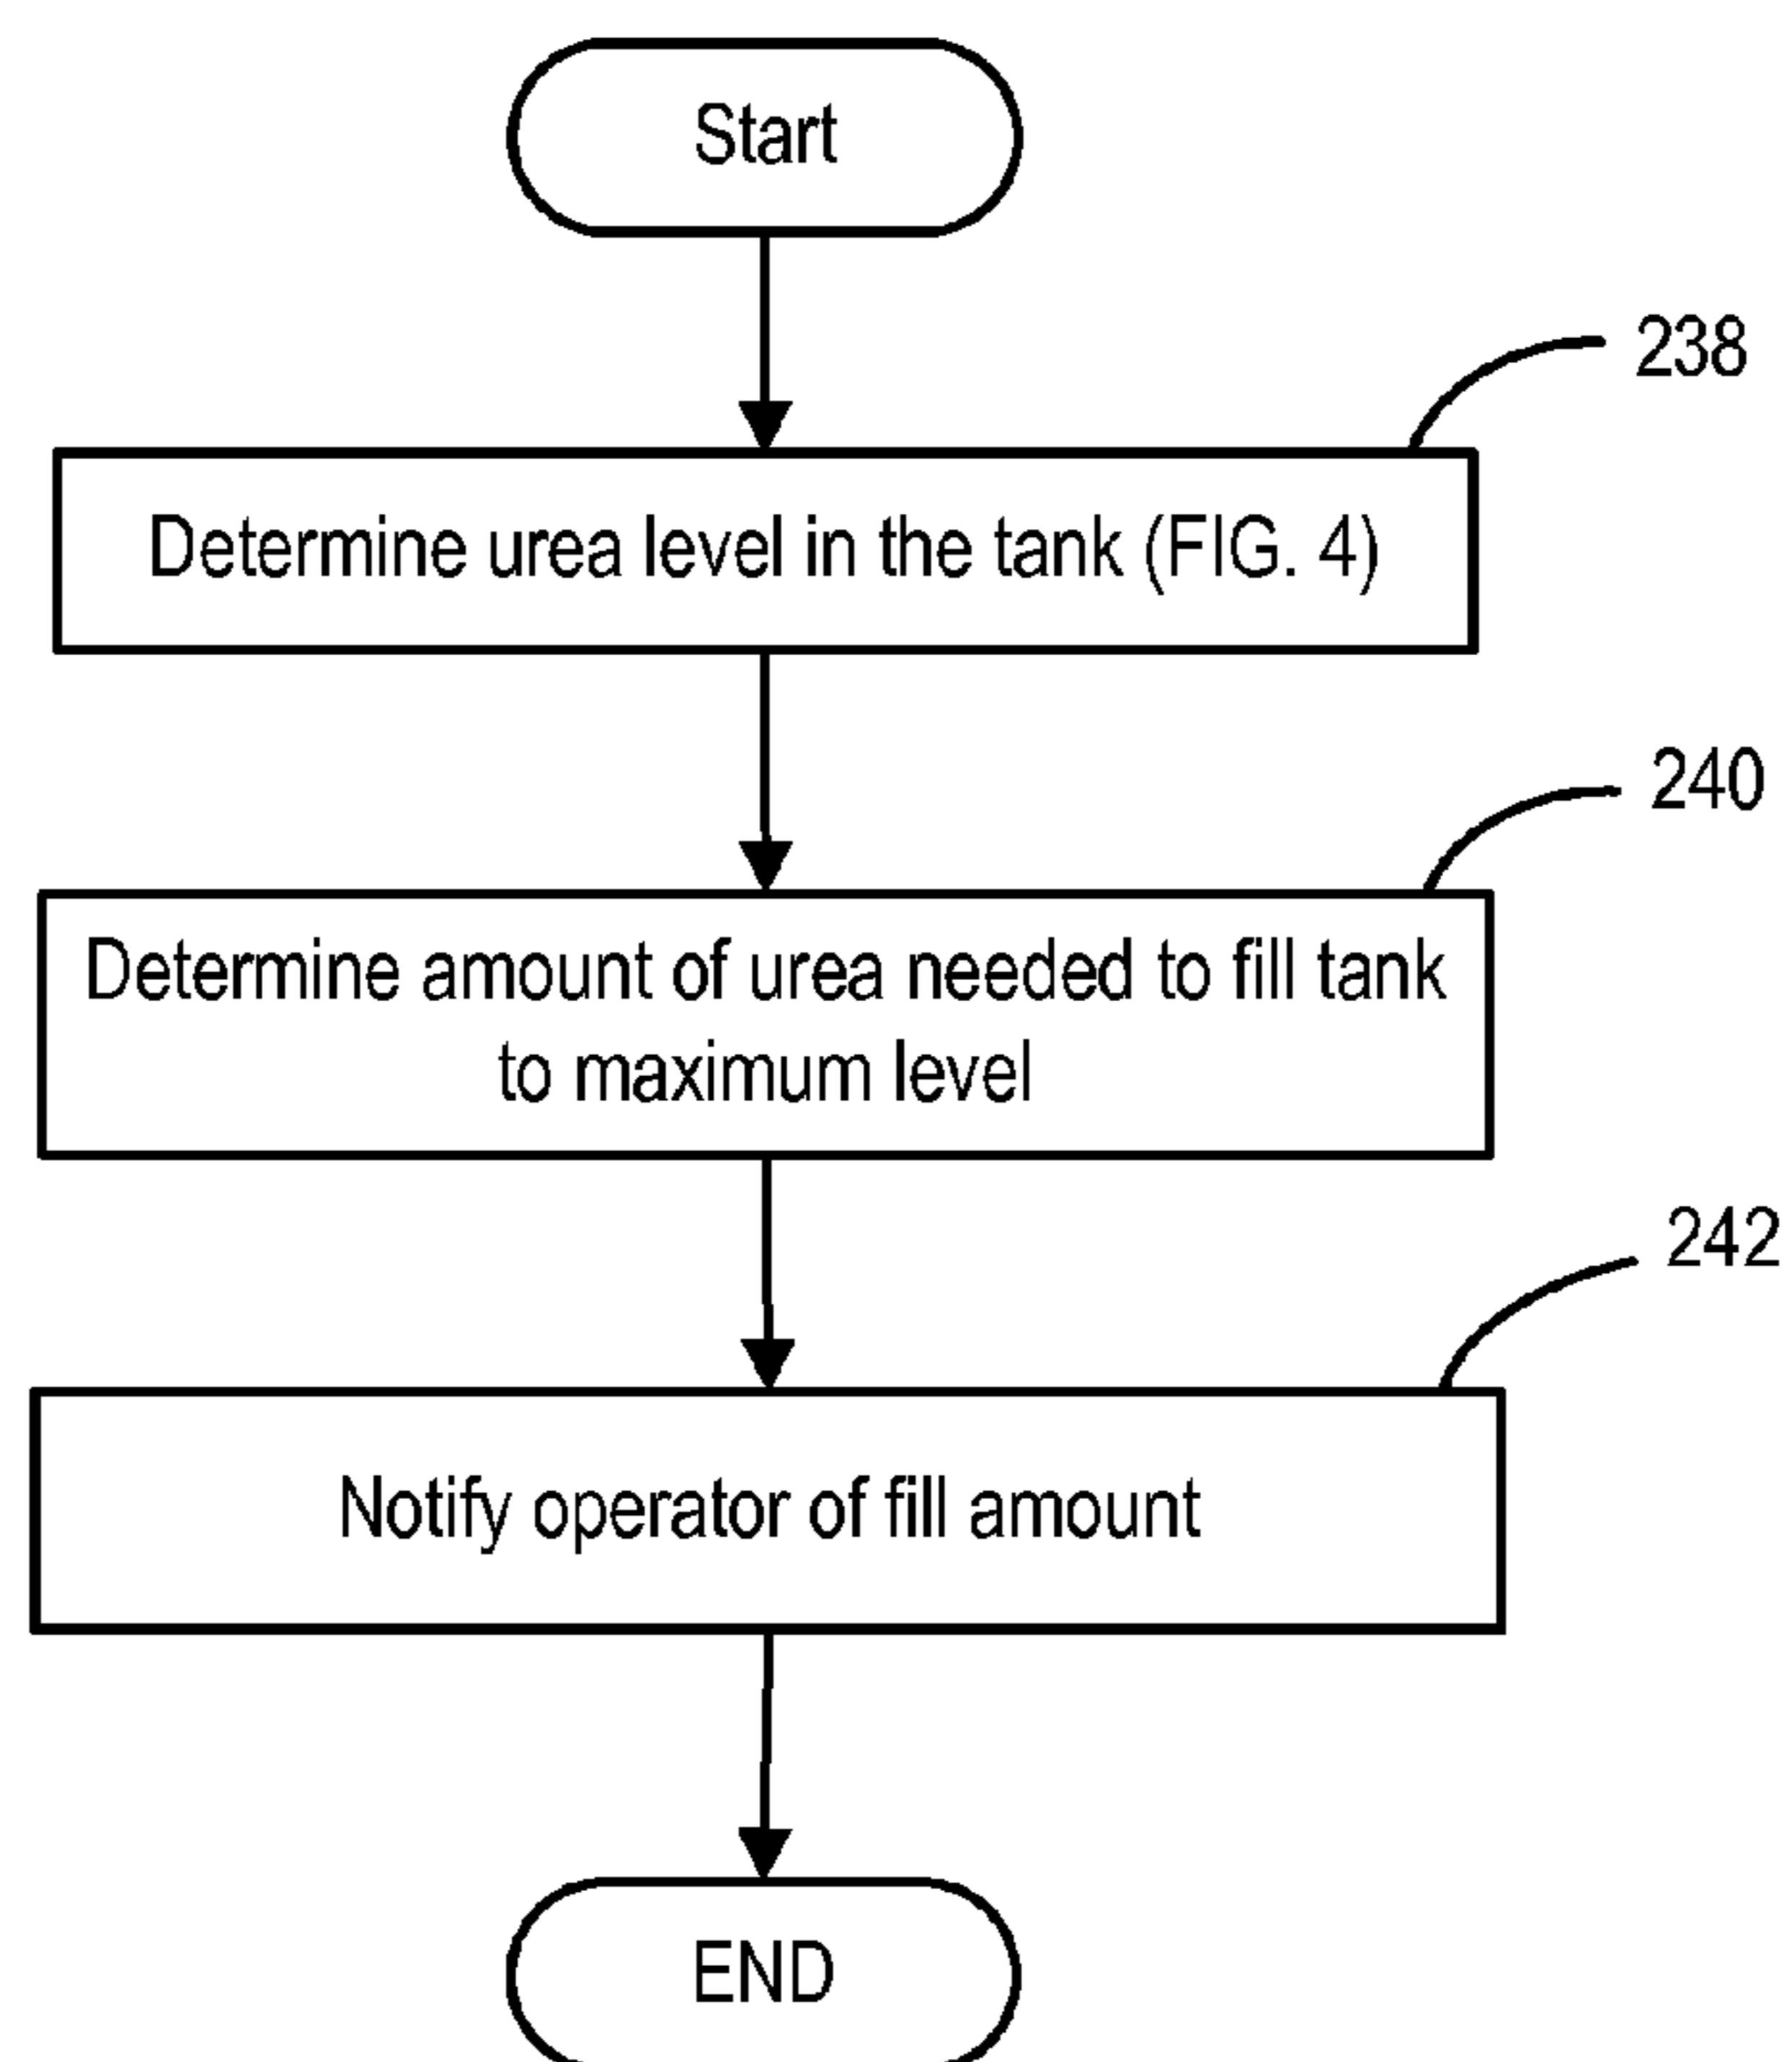 Start
238
Determine urea level in the tank (FIG. 4)
240
Determine amount of urea needed to fill tank
to maximum level
242
Notify operator of fill amount
END